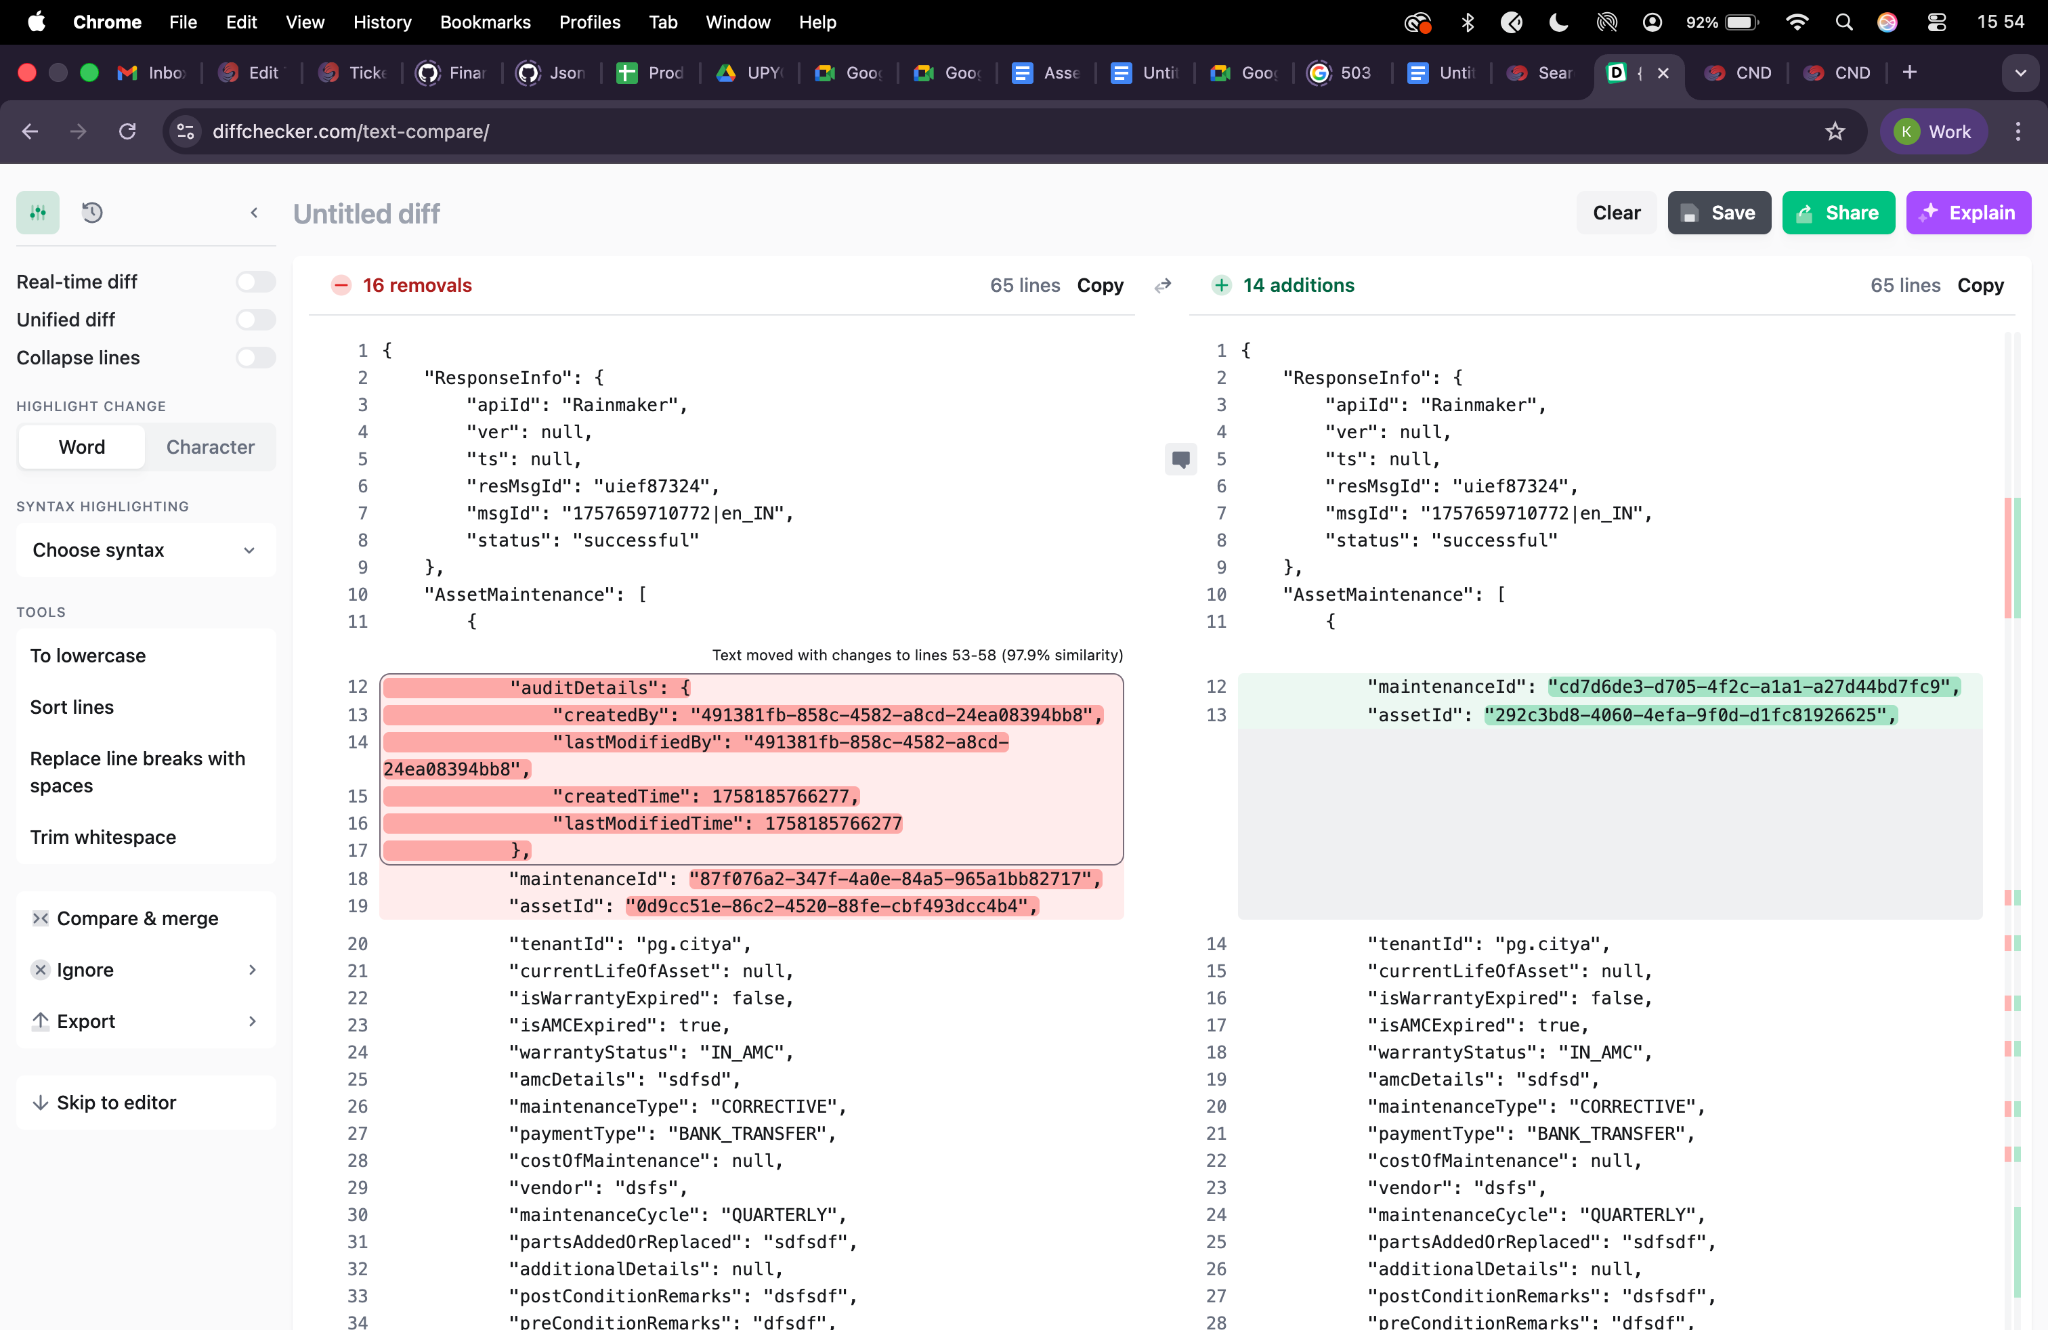 Chrome File Edit View History Bookmarks Profiles Tab Window Help 92% 15 54
Inbo Edit Ticke Finar Json Prod UPY Goog Goog Asse Unti Goog 503 Unti Sear { CND CND
diffchecker.com/text-compare/ K Work
Untitled diff Clear Save Share Explain
Real-time diff
Unified diff
Collapse lines
HIGHLIGHT CHANGE
Word Character
SYNTAX HIGHLIGHTING
Choose syntax
TOOLS
To lowercase
Sort lines
Replace line breaks with
spaces
Trim whitespace
Compare & merge
Ignore
Export
Skip to editor
16 removals 65 lines Copy
1 {
2 "ResponseInfo": {
3 "apiId": "Rainmaker",
4 "ver": null,
5 "ts": null,
6 "resMsgId": "uief87324",
7 "msgId": "1757659710772|en_IN",
8 "status": "successful"
9 },
10 "AssetMaintenance": [
11 {
Text moved with changes to lines 53-58 (97.9% similarity)
12 "auditDetails": {
13 "createdBy": "491381fb-858c-4582-a8cd-24ea08394bb8",
14 "lastModifiedBy": "491381fb-858c-4582-a8cd-
24ea08394bb8",
15 "createdTime": 1758185766277,
16 "lastModifiedTime": 1758185766277
17 },
18 "maintenanceId": "87f076a2-347f-4a0e-84a5-965a1bb82717",
19 "assetId": "0d9cc51e-86c2-4520-88fe-cbf493dcc4b4",
20 "tenantId": "pg.citya",
21 "currentLifeOfAsset": null,
22 "isWarrantyExpired": false,
23 "isAMCExpired": true,
24 "warrantyStatus": "IN_AMC",
25 "amcDetails": "sdfsd",
26 "maintenanceType": "CORRECTIVE",
27 "paymentType": "BANK_TRANSFER",
28 "costOfMaintenance": null,
29 "vendor": "dsfs",
30 "maintenanceCycle": "QUARTERLY",
31 "partsAddedOrReplaced": "sdfsdf",
32 "additionalDetails": null,
33 "postConditionRemarks": "dsfsdf",
34 "preConditionRemarks": "dfsdf",
14 additions 65 lines Copy
1 {
2 "ResponseInfo": {
3 "apiId": "Rainmaker",
4 "ver": null,
5 "ts": null,
6 "resMsgId": "uief87324",
7 "msgId": "1757659710772|en_IN",
8 "status": "successful"
9 },
10 "AssetMaintenance": [
11 {
12 "maintenanceId": "cd7d6de3-d705-4f2c-a1a1-a27d44bd7fc9",
13 "assetId": "292c3bd8-4060-4efa-9f0d-d1fc81926625",
14 "tenantId": "pg.citya",
15 "currentLifeOfAsset": null,
16 "isWarrantyExpired": false,
17 "isAMCExpired": true,
18 "warrantyStatus": "IN_AMC",
19 "amcDetails": "sdfsd",
20 "maintenanceType": "CORRECTIVE",
21 "paymentType": "BANK_TRANSFER",
22 "costOfMaintenance": null,
23 "vendor": "dsfs",
24 "maintenanceCycle": "QUARTERLY",
25 "partsAddedOrReplaced": "sdfsdf",
26 "additionalDetails": null,
27 "postConditionRemarks": "dsfsdf",
28 "preConditionRemarks": "dfsdf",